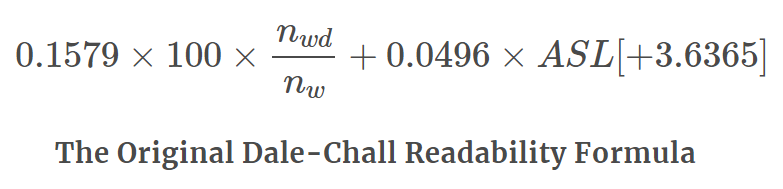 0.1579 × 100 × n_wd/n_w + 0.0496 × ASL[+3.6365]
The Original Dale-Chall Readability Formula